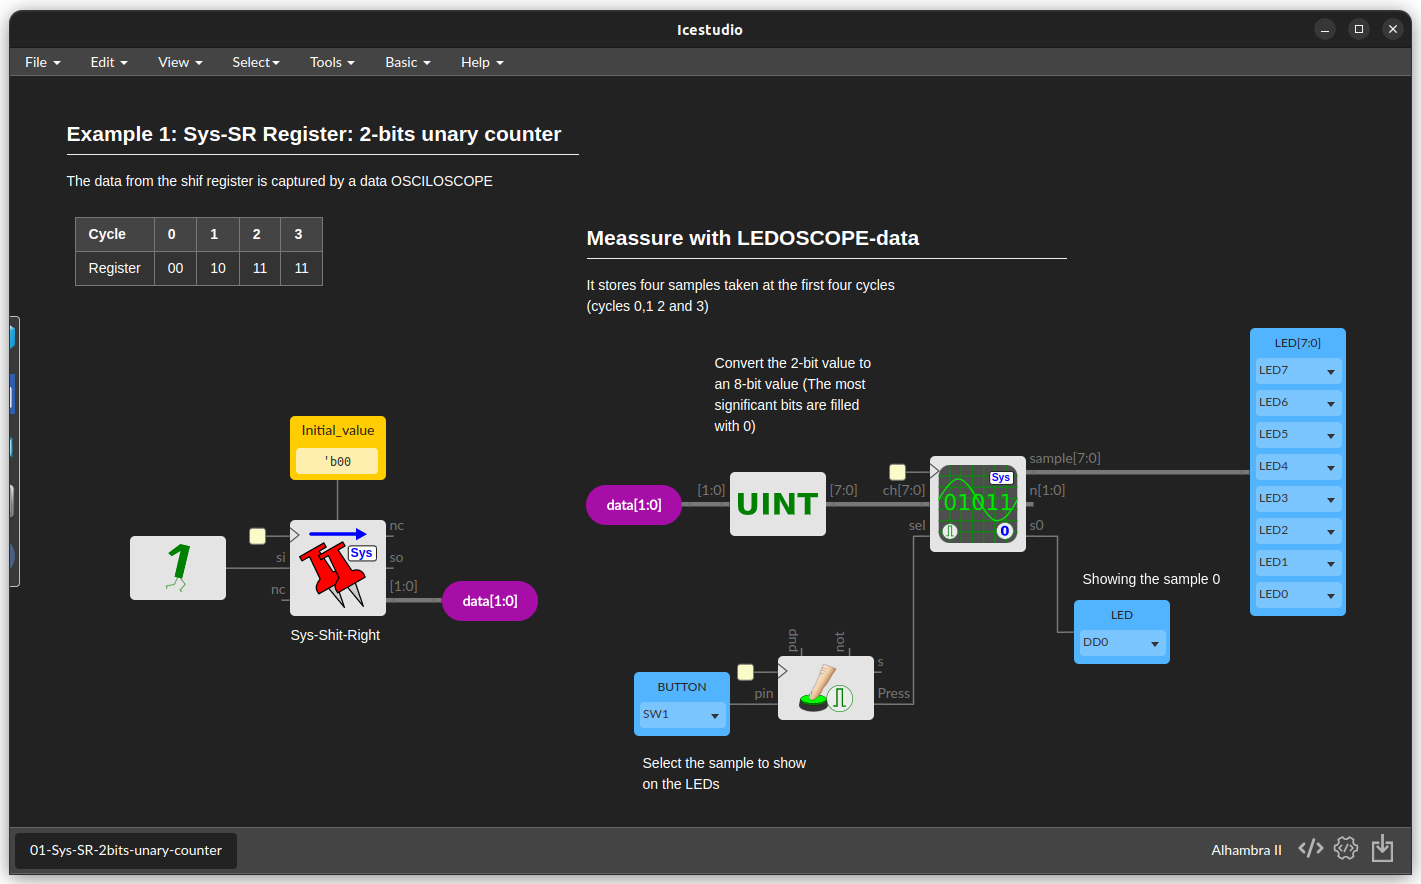 Icestudio
File Edit View Select Tools Basic Help
Example 1: Sys-SR Register: 2-bits unary counter
The data from the shif register is captured by a data OSCILOSCOPE
Cycle 0 1 2 3
Register 00 10 11 11
Meassure with LEDOSCOPE-data
It stores four samples taken at the first four cycles
(cycles 0,1 2 and 3)
Convert the 2-bit value to
an 8-bit value (The most
significant bits are filled
with 0)
Initial_value
'b00
1
si
nc
Sys
nc
so
[1:0]
data[1:0]
Sys-Shit-Right
data[1:0]
[1:0]
UINT
[7:0]
ch[7:0]
sel
Sys
01011
0
sample[7:0]
n[1:0]
s0
LED[7:0]
LED7
LED6
LED5
LED4
LED3
LED2
LED1
LED0
Showing the sample 0
LED
DD0
BUTTON
SW1
pin
pup
not
s
Press
Select the sample to show
on the LEDs
01-Sys-SR-2bits-unary-counter
Alhambra II